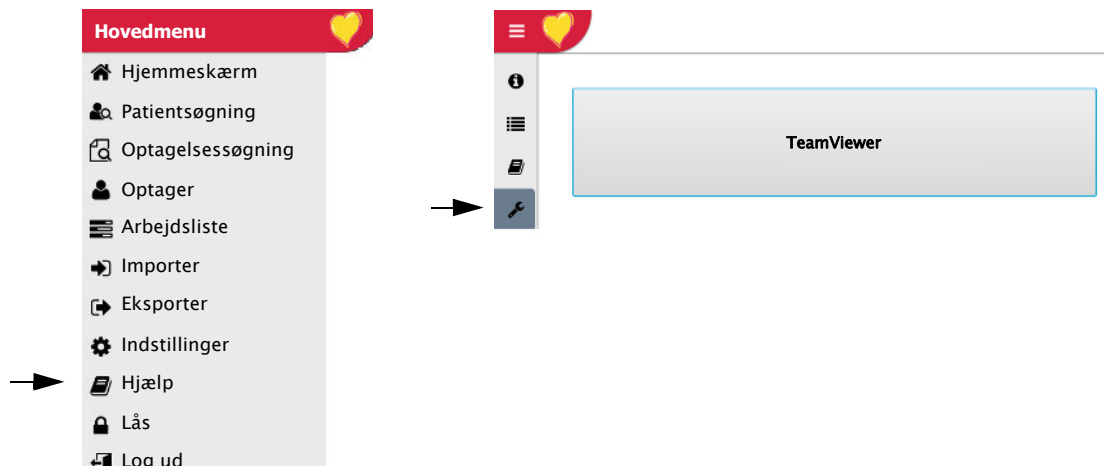 Hovedmenu
Hjemmeskærm
Patientsøgning
Optagelsessøgning
Optager
Arbejdsliste
Importer
Eksporter
Indstillinger
Hjælp
Lås
Log ud
TeamViewer